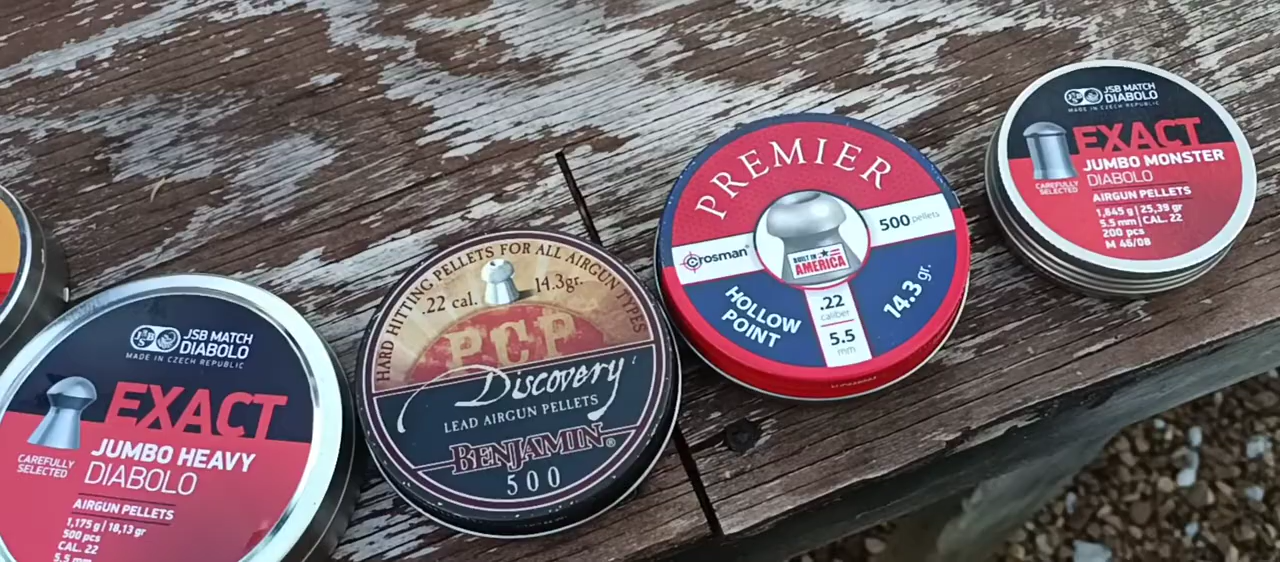 JSB MATCH
DIABOLO
MADE IN CZECH REPUBLIC
EXACT
JUMBO HEAVY
DIABOLO
CAREFULLY
SELECTED
AIRGUN PELLETS
1,175 g | 18,13 gr
500 pcs
CAL. 22
5.5 mm
HARD HITTING PELLETS FOR ALL AIRGUN TYPES
.22 cal.
14.3gr.
PCP
Discovery
LEAD AIRGUN PELLETS
BENJAMIN®
500
PREMIER
500 pellets
Crosman®
BUILT IN
AMERICA
HOLLOW
POINT
.22
caliber
5.5
mm
14.3 gr.
JSB MATCH
DIABOLO
MADE IN CZECH REPUBLIC
EXACT
JUMBO MONSTER
DIABOLO
CAREFULLY
SELECTED
AIRGUN PELLETS
1,645 g | 25,39 gr
5.5 mm | CAL. 22
200 pcs
M 46/08